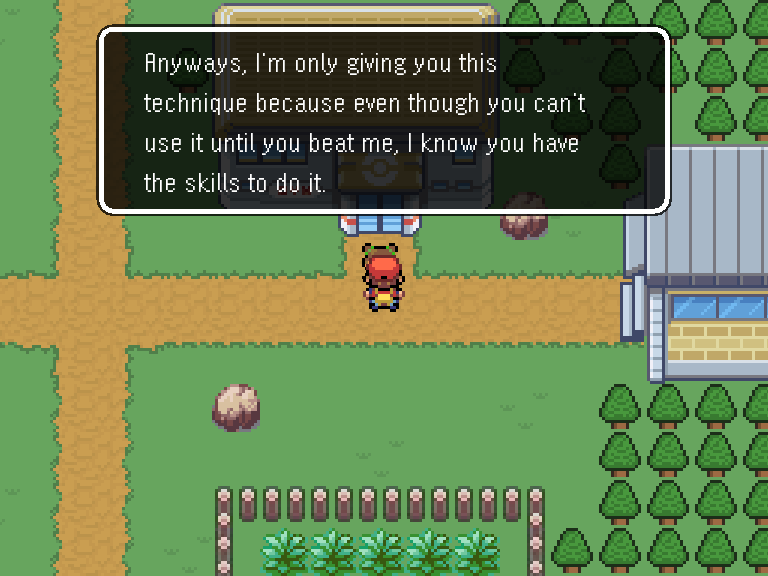 Anyways, I'm only giving you this
technique because even though you can't
use it until you beat me, I know you have
the skills to do it.